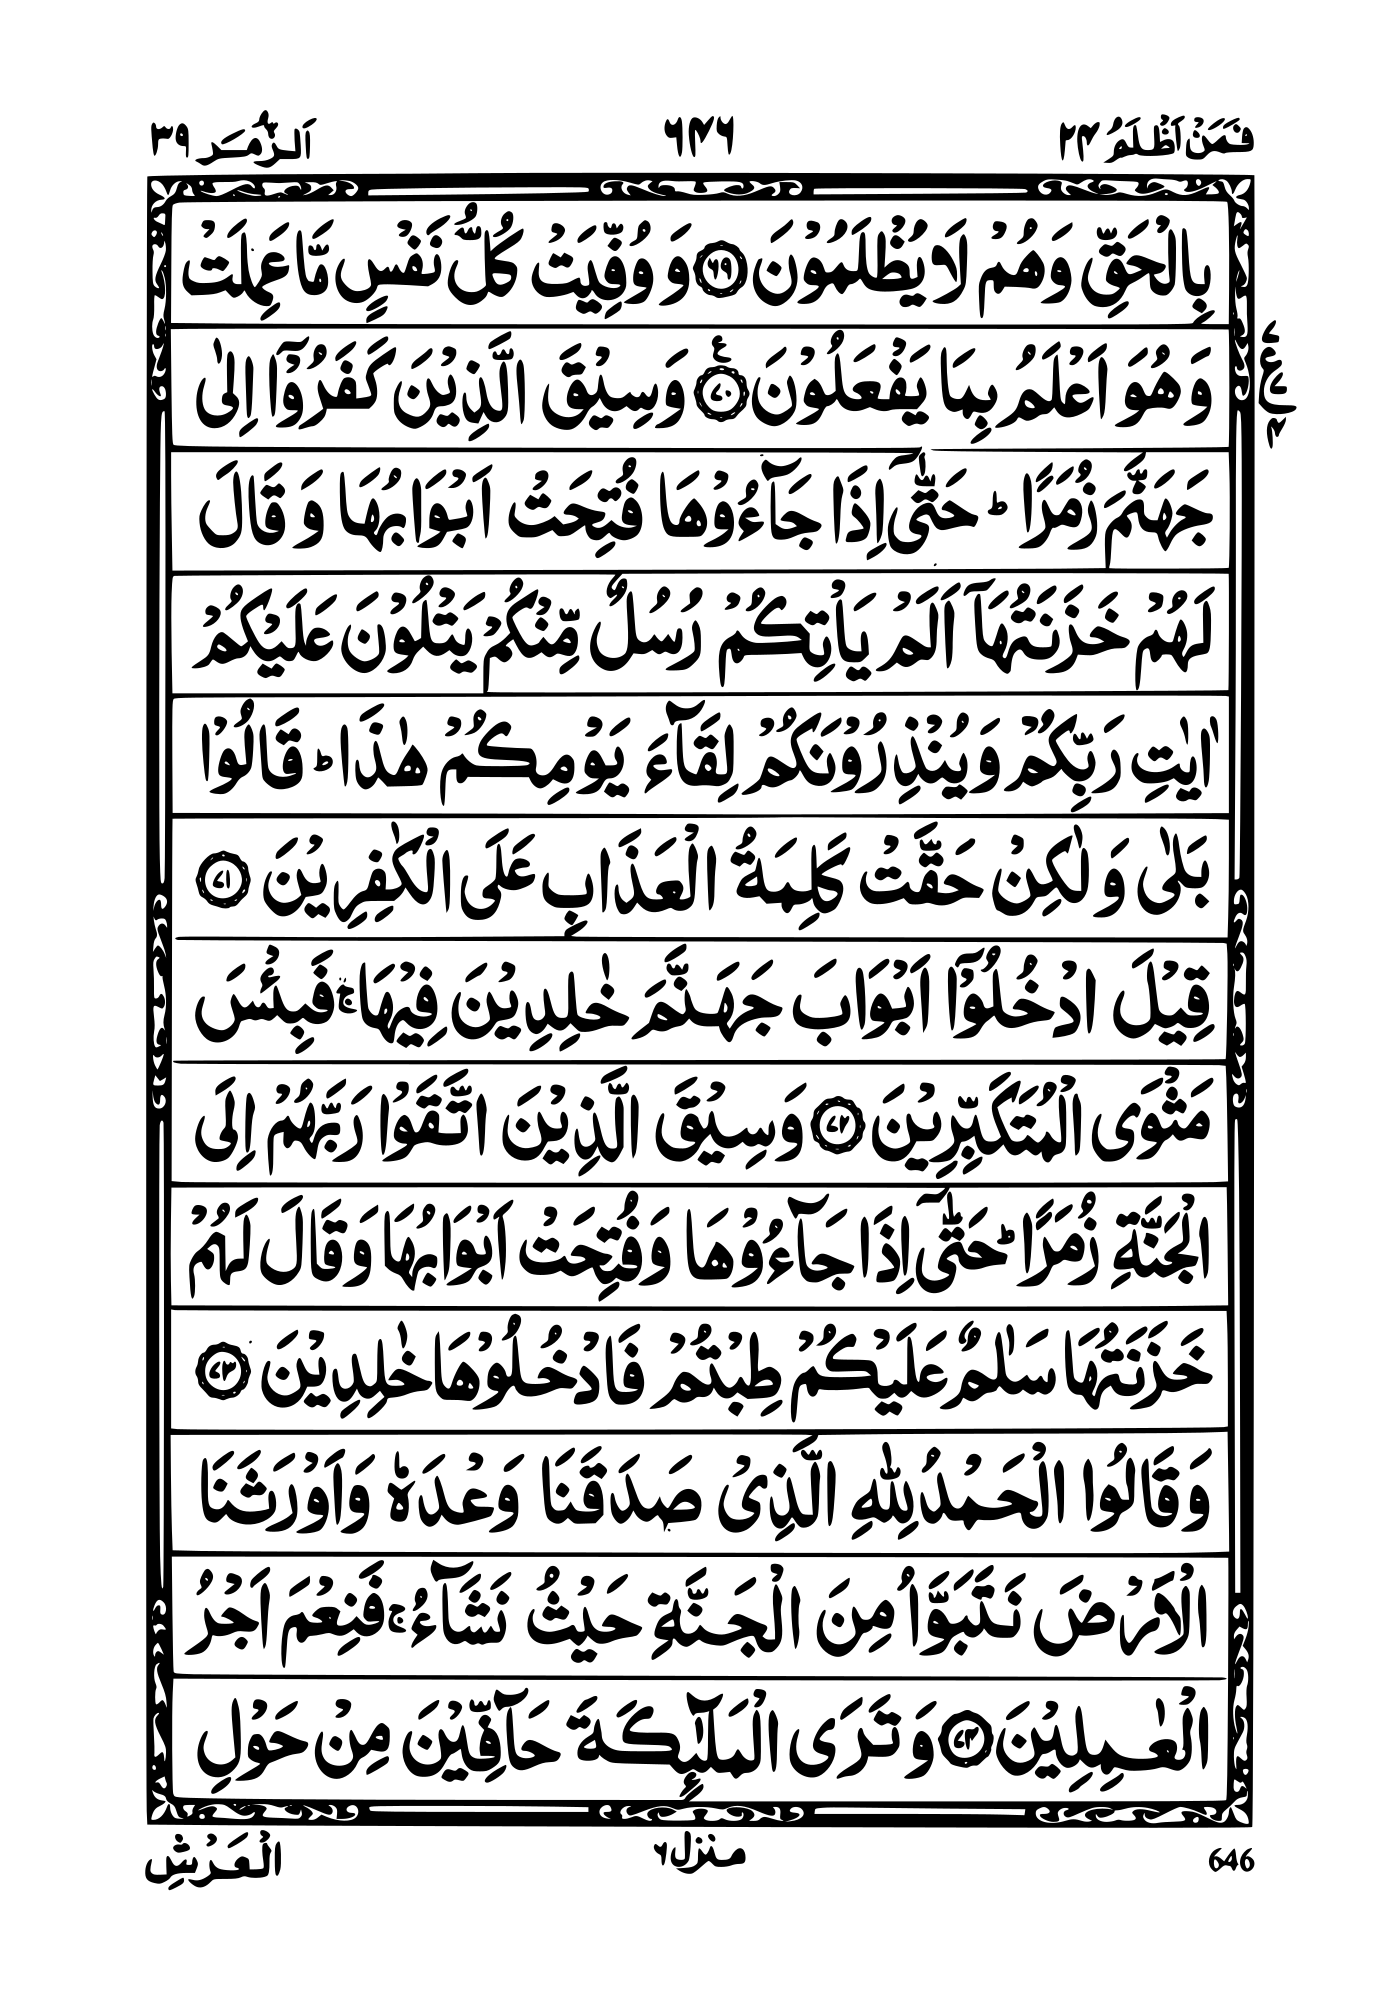 فَمَنْ اَظْلَمُ ٢٤ ٦٤٦ اَلزُّمَر ٣٩
بِالْحَقِّ وَهُمْ لَا يُظْلَمُوْنَ ﴿٦٩﴾ وَ وُفِّيَتْ كُلُّ نَفْسٍ مَّا عَمِلَتْ
وَهُوَ اَعْلَمُ بِمَا يَفْعَلُوْنَ ﴿٧٠﴾ ع وَسِيْقَ الَّذِيْنَ كَفَرُوْۤا اِلٰى
جَهَنَّمَ زُمَرًا ؕ حَتّٰۤى اِذَا جَآءُوْهَا فُتِحَتْ اَبْوَابُهَا وَ قَالَ
لَهُمْ خَزَنَتُهَاۤ اَلَمْ يَاْتِكُمْ رُسُلٌ مِّنْكُمْ يَتْلُوْنَ عَلَيْكُمْ
اٰيٰتِ رَبِّكُمْ وَيُنْذِرُوْنَكُمْ لِقَآءَ يَوْمِكُمْ هٰذَا ؕ قَالُوْا
بَلٰى وَ لٰكِنْ حَقَّتْ كَلِمَةُ الْعَذَابِ عَلَى الْكٰفِرِيْنَ ﴿٧١﴾
قِيْلَ ادْخُلُوْۤا اَبْوَابَ جَهَنَّمَ خٰلِدِيْنَ فِيْهَا ۚ فَبِئْسَ
مَثْوَى الْمُتَكَبِّرِيْنَ ﴿٧٢﴾ وَسِيْقَ الَّذِيْنَ اتَّقَوْا رَبَّهُمْ اِلَى
الْجَنَّةِ زُمَرًا ؕ حَتّٰۤى اِذَا جَآءُوْهَا وَفُتِحَتْ اَبْوَابُهَا وَ قَالَ لَهُمْ
خَزَنَتُهَا سَلٰمٌ عَلَيْكُمْ طِبْتُمْ فَادْخُلُوْهَا خٰلِدِيْنَ ﴿٧٣﴾
وَقَالُوا الْحَمْدُ لِلّٰهِ الَّذِىْ صَدَقَنَا وَعْدَهٗ وَاَوْرَثَنَا
الْاَرْضَ نَتَبَوَّاُ مِنَ الْجَنَّةِ حَيْثُ نَشَآءُ ۚ فَنِعْمَ اَجْرُ
الْعٰمِلِيْنَ ﴿٧٤﴾ وَ تَرَى الْمَلٰٓئِكَةَ حَآفِّيْنَ مِنْ حَوْلِ
646 منزل ٦ الْعَرْشِ